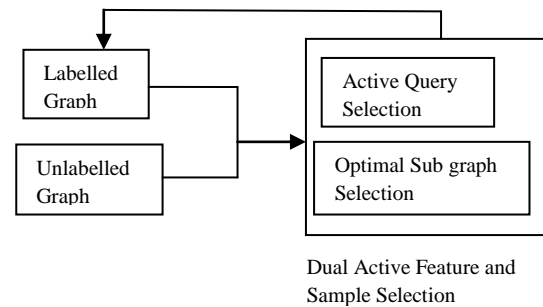 Labelled
Graph
Unlabelled
Graph
Active Query
Selection
Optimal Sub graph
Selection
Dual Active Feature and
Sample Selection